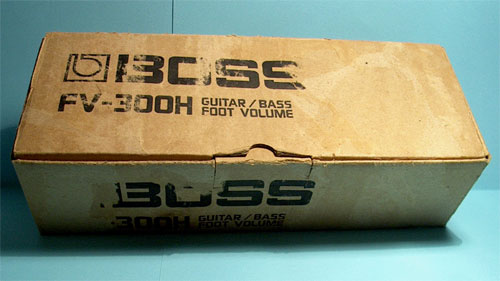 BOSS
FV-300H GUITAR/BASS
FOOT VOLUME
BOSS
-300H GUITAR/BASS
FOOT VOLUME